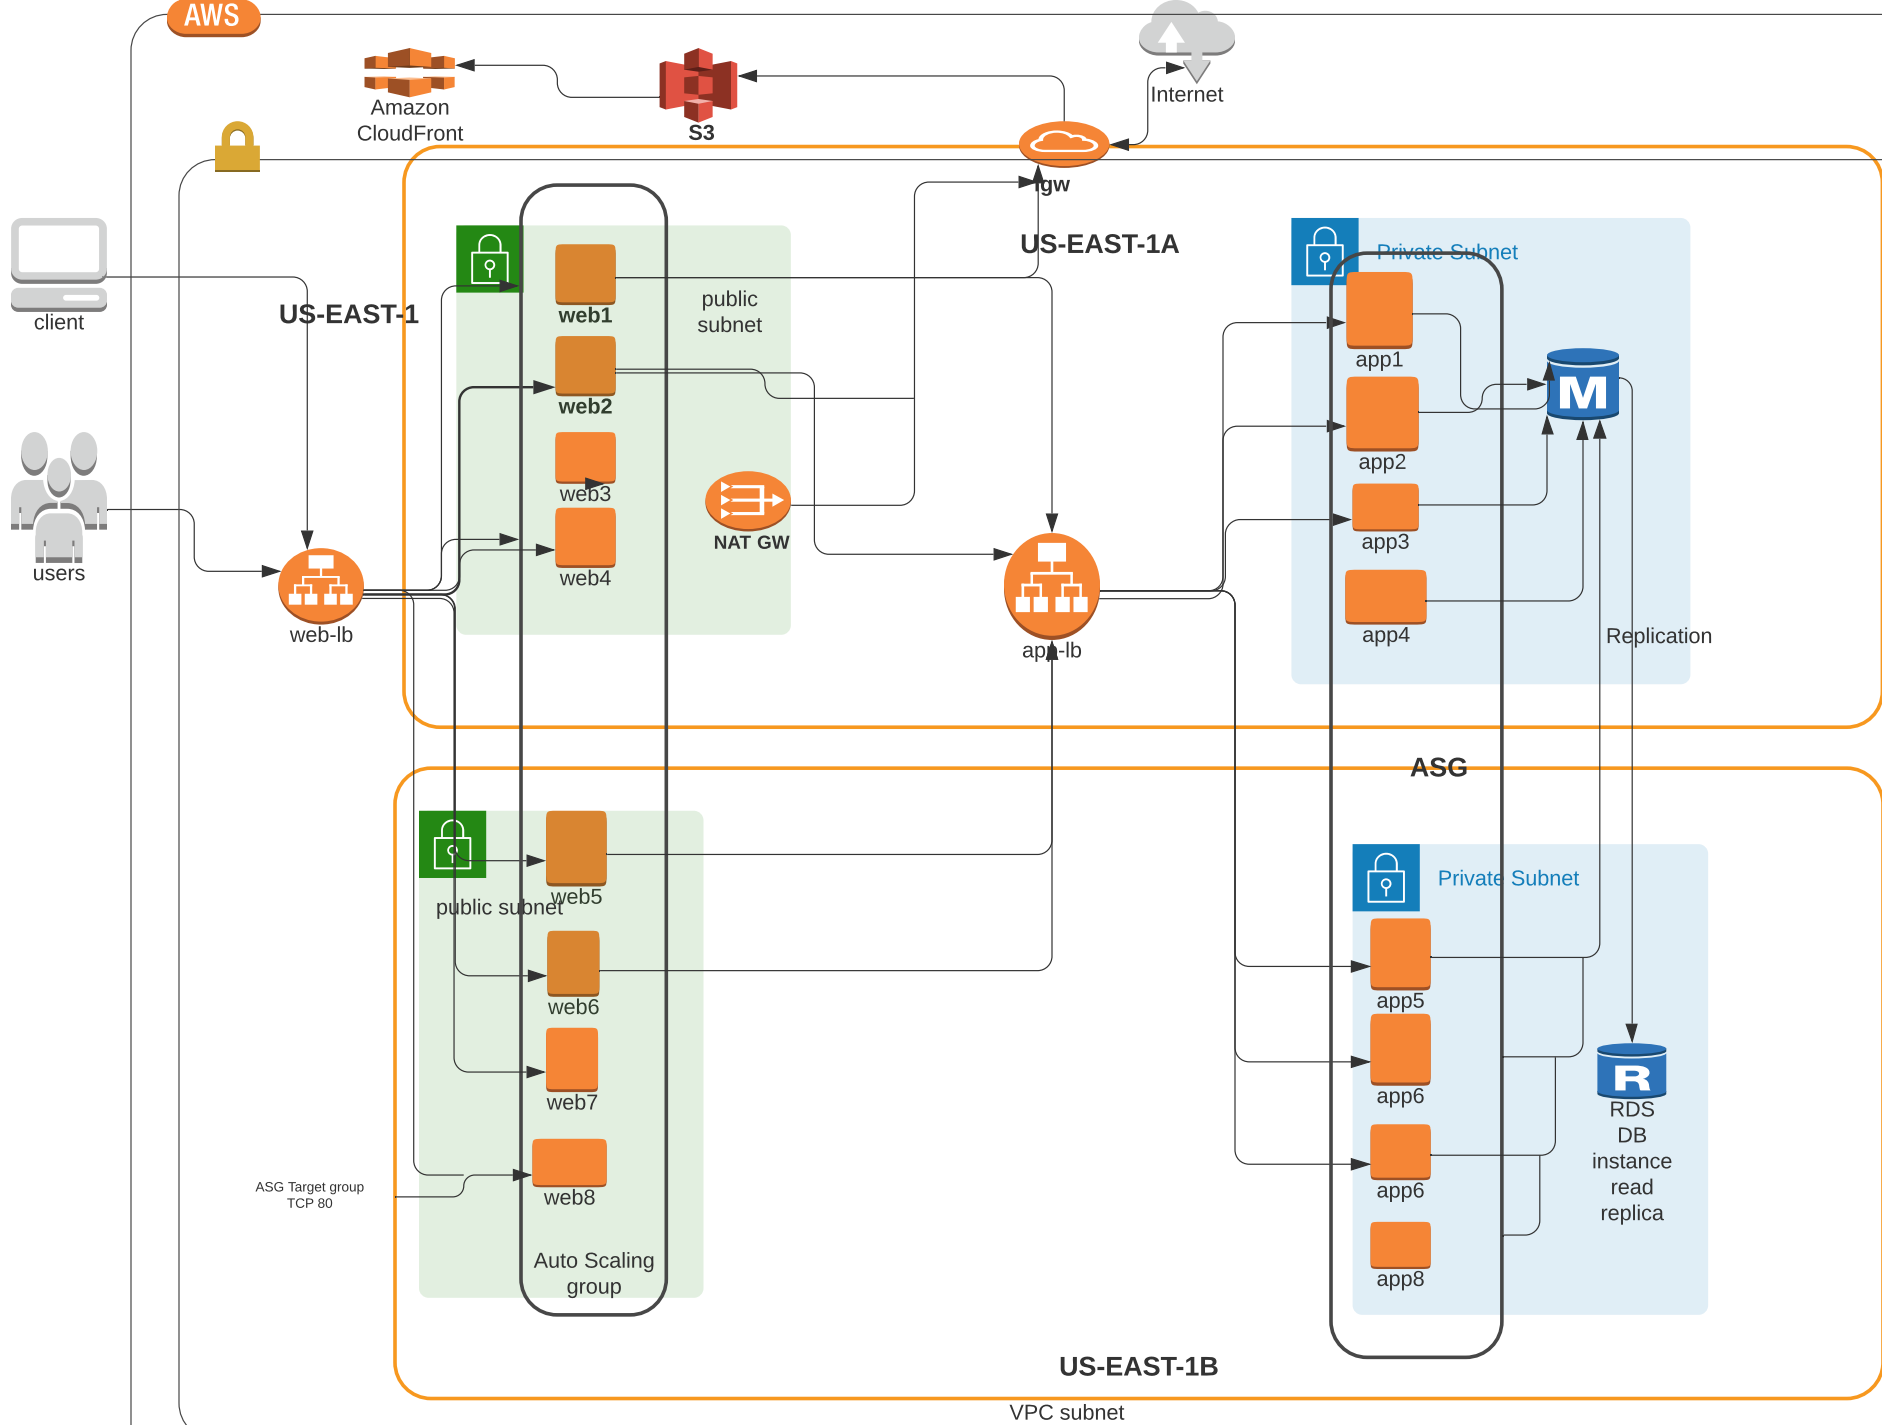 AWS
Amazon
CloudFront
S3
Internet
Igw
US-EAST-1A
client
US-EAST-1
public
subnet
web1
web2
web3
web4
NAT GW
users
web-lb
app-lb
Private Subnet
app1
app2
app3
app4
M
Replication
ASG
web5
public subnet
web6
web7
web8
ASG Target group
TCP 80
Auto Scaling
group
Private Subnet
app5
app6
app6
app8
R
RDS
DB
instance
read
replica
US-EAST-1B
VPC subnet